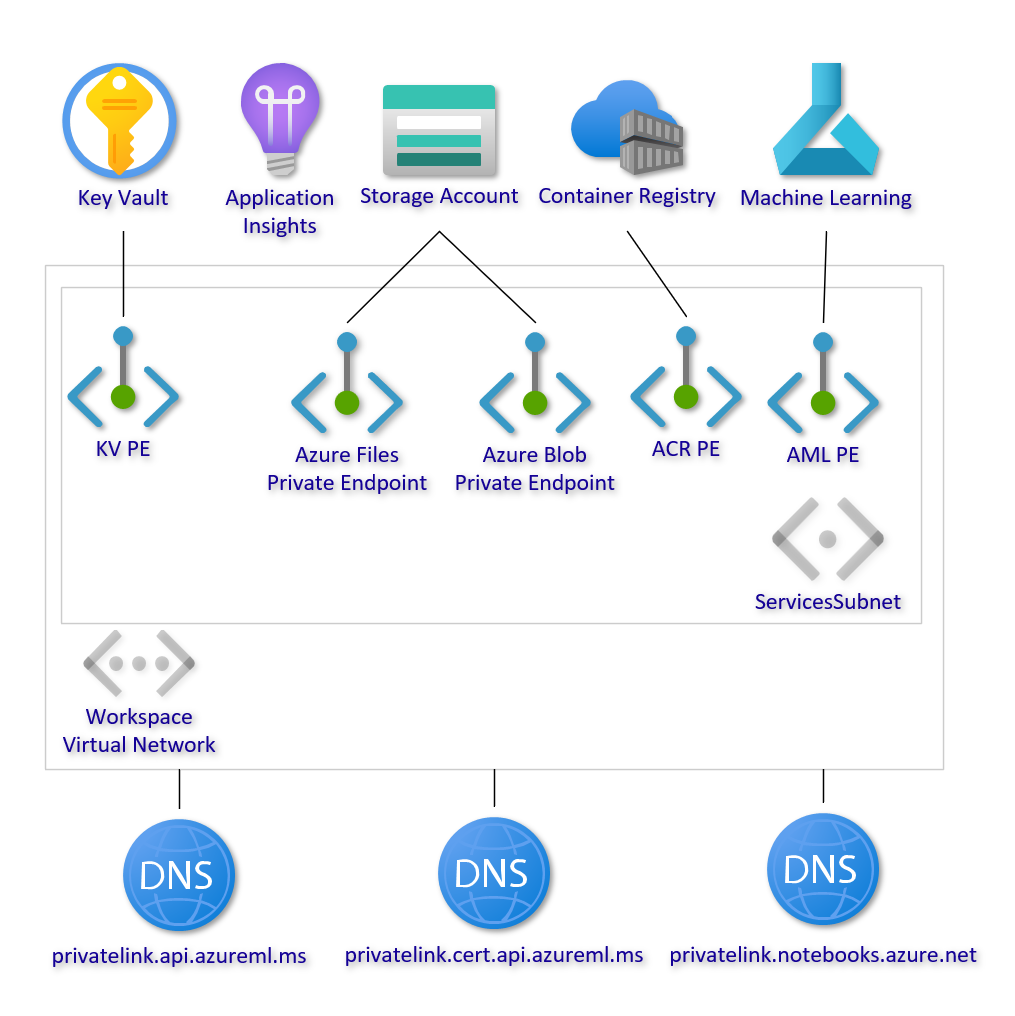 Key Vault
Application
Insights
Storage Account
Container Registry
Machine Learning
KV PE
Azure Files
Private Endpoint
Azure Blob
Private Endpoint
ACR PE
AML PE
ServicesSubnet
Workspace
Virtual Network
DNS
DNS
DNS
privatelink.api.azureml.ms
privatelink.cert.api.azureml.ms
privatelink.notebooks.azure.net